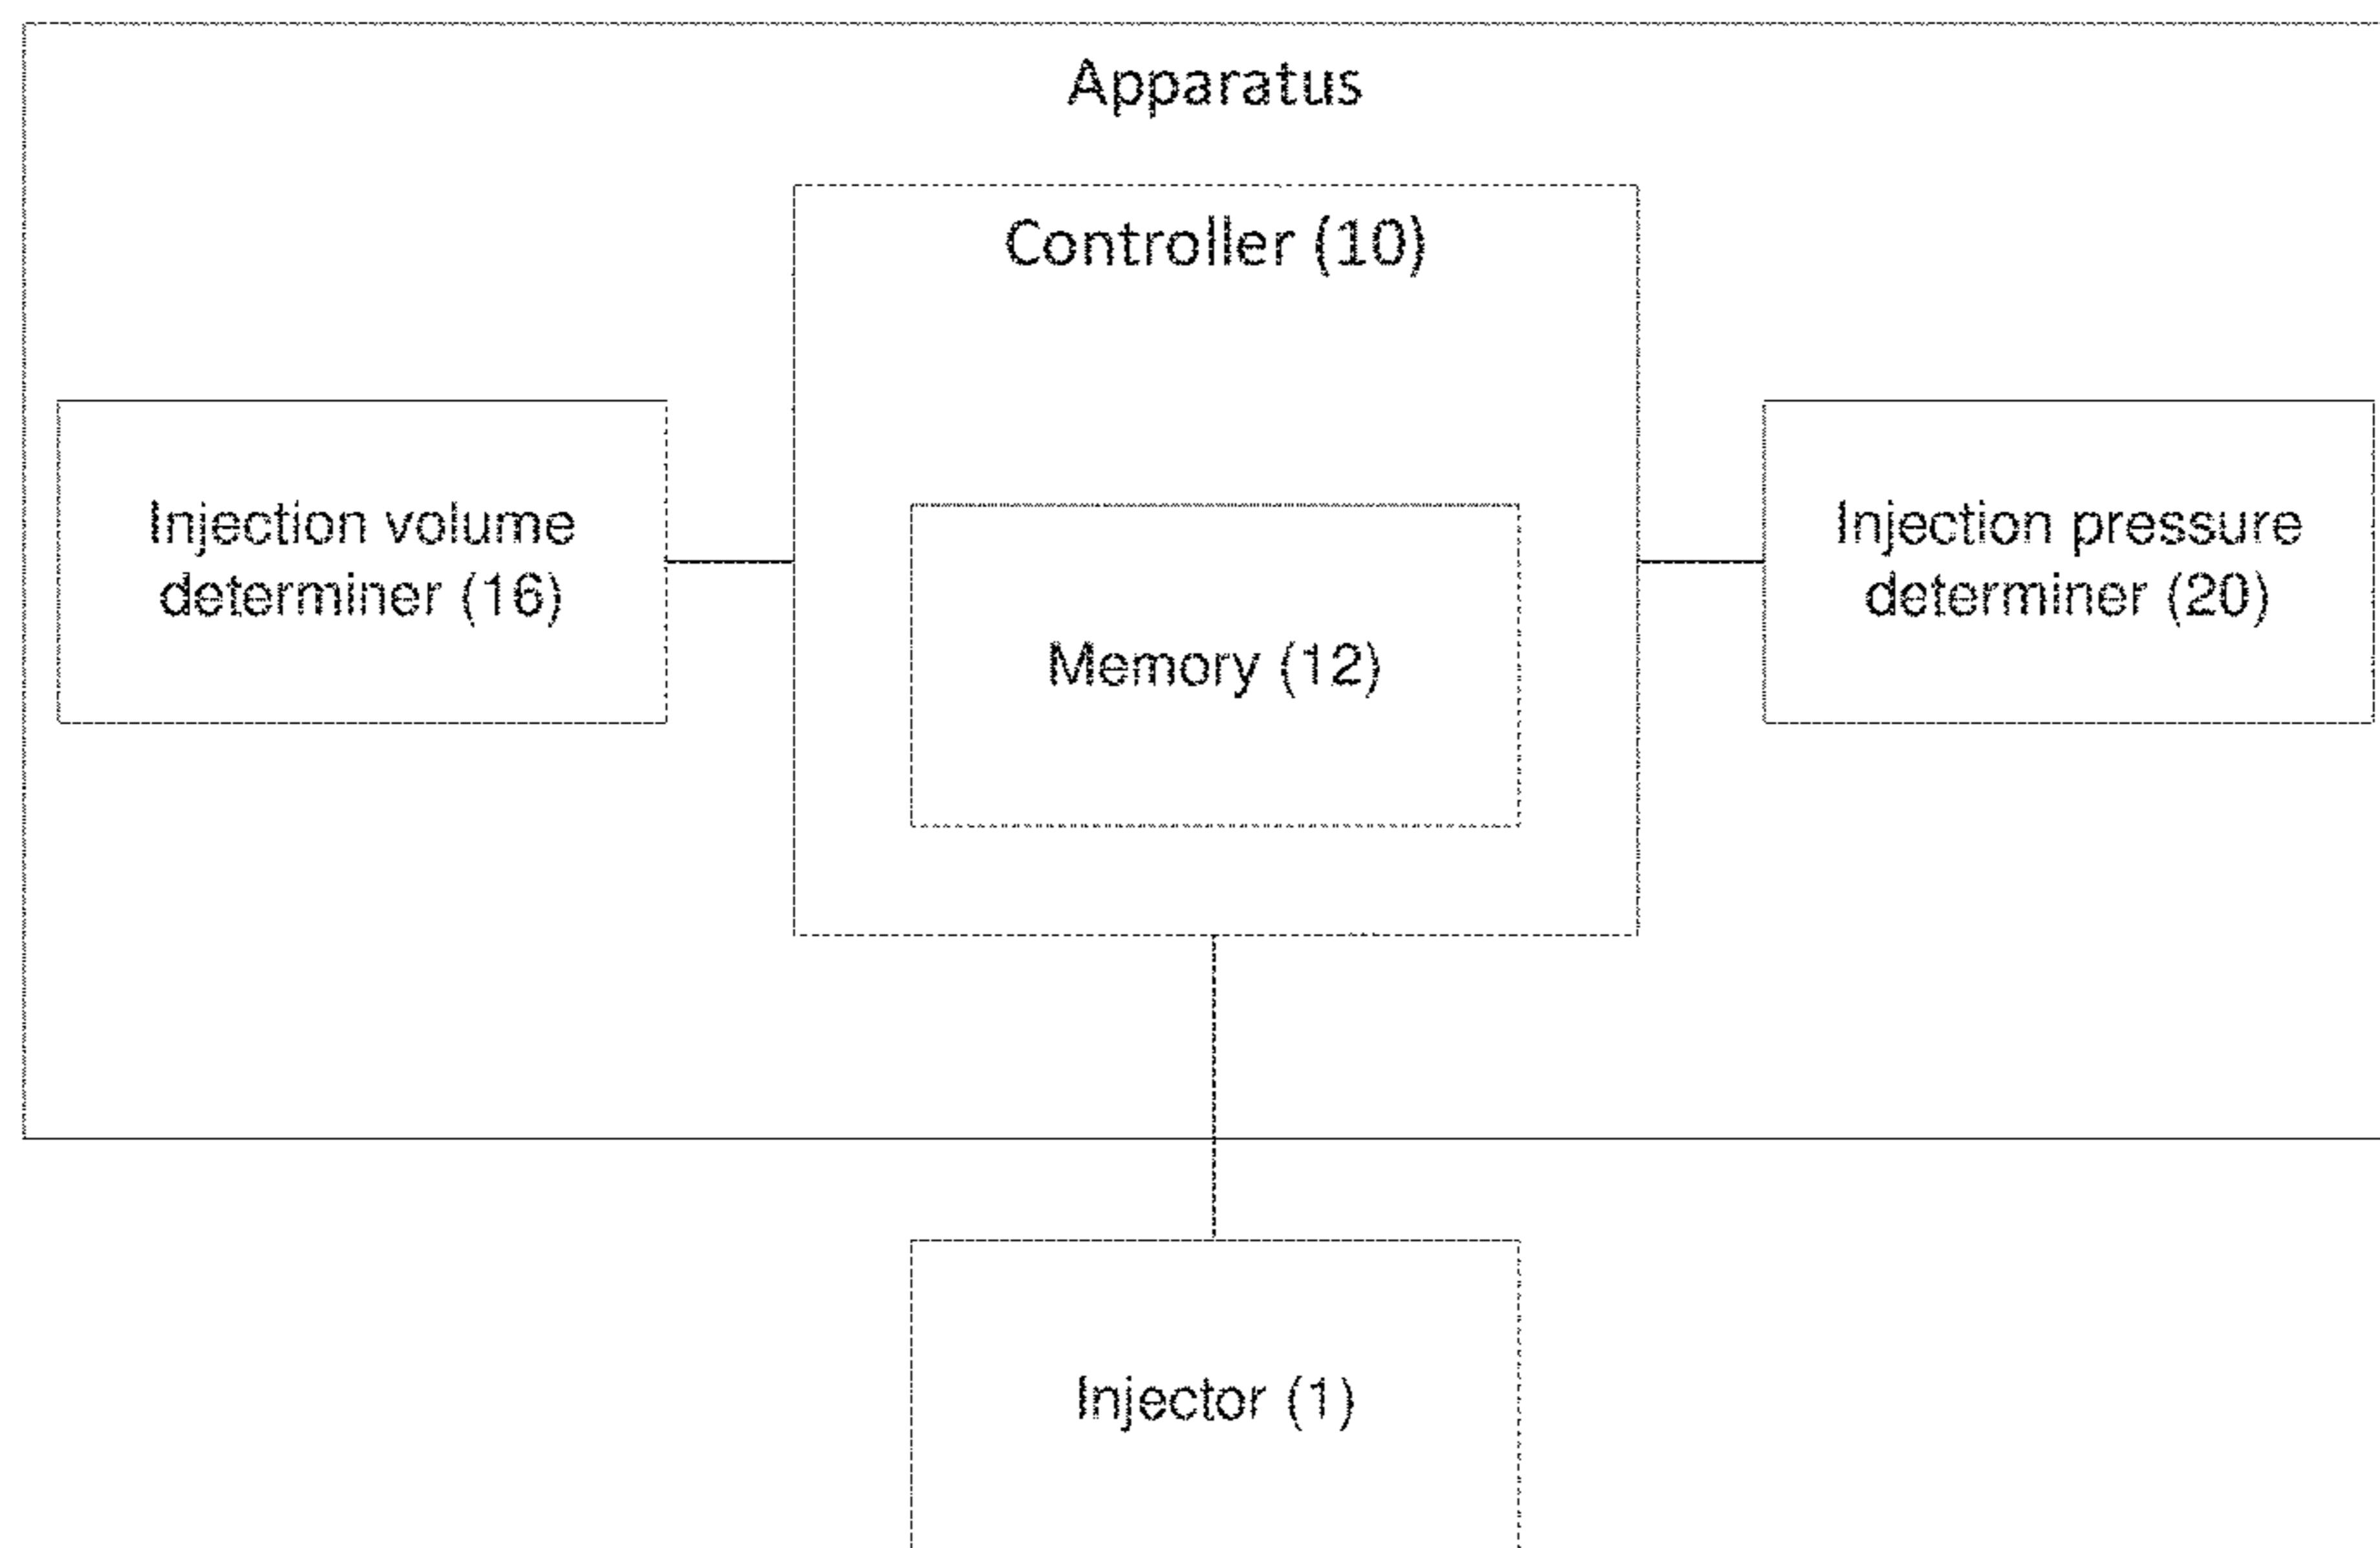 Apparatus
Controller (10)
Injection volume
determiner (16)
Memory (12)
Injection pressure
determiner (20)
Injector (1)